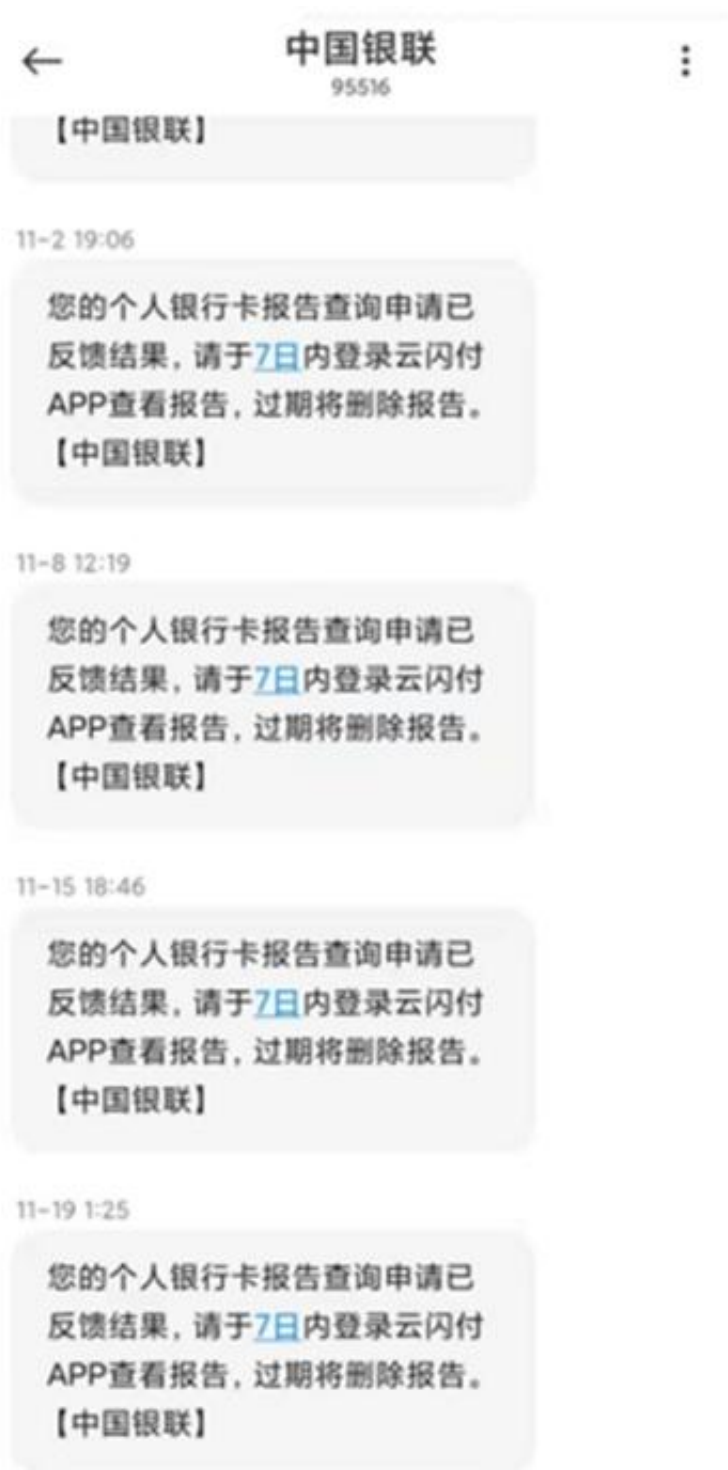 中国银联
95516
【中国银联】
11-2 19:06
您的个人银行卡报告查询申请已
反馈结果，请于7日内登录云闪付
APP查看报告，过期将删除报告。
【中国银联】
11-8 12:19
您的个人银行卡报告查询申请已
反馈结果，请于7日内登录云闪付
APP查看报告，过期将删除报告。
【中国银联】
11-15 18:46
您的个人银行卡报告查询申请已
反馈结果，请于7日内登录云闪付
APP查看报告，过期将删除报告。
【中国银联】
11-19 1:25
您的个人银行卡报告查询申请已
反馈结果，请于7日内登录云闪付
APP查看报告，过期将删除报告。
【中国银联】